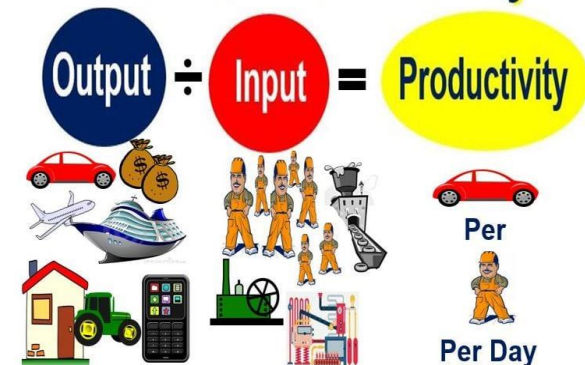 Output ÷ Input = Productivity
$ $
Per
Per Day